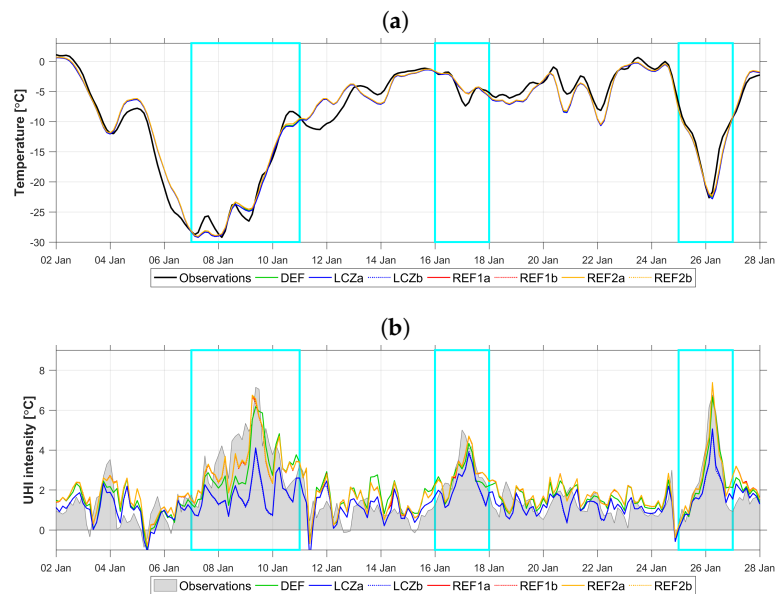 (a)
Temperature [°C]
0
-5
-10
-15
-20
-25
-30
02 Jan 04 Jan 06 Jan 08 Jan 10 Jan 12 Jan 14 Jan 16 Jan 18 Jan 20 Jan 22 Jan 24 Jan 26 Jan 28 Jan
Observations DEF LCZa LCZb REF1a REF1b REF2a REF2b
(b)
UHI intensity [°C]
8
6
4
2
0
02 Jan 04 Jan 06 Jan 08 Jan 10 Jan 12 Jan 14 Jan 16 Jan 18 Jan 20 Jan 22 Jan 24 Jan 26 Jan 28 Jan
Observations DEF LCZa LCZb REF1a REF1b REF2a REF2b